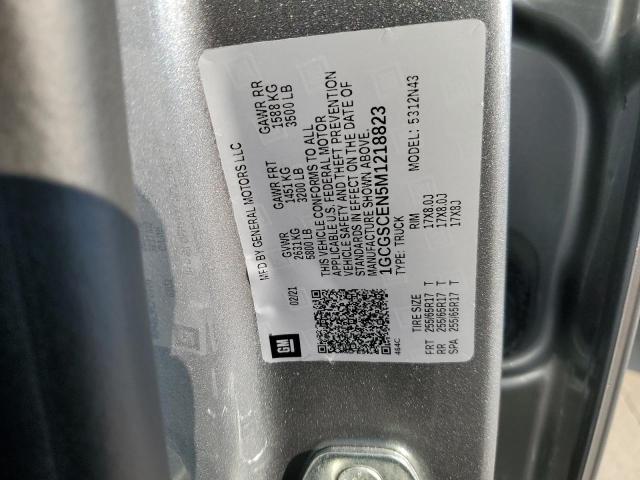 GM
MFD BY GENERAL MOTORS LLC
02/21
GVWR GAWR FRT GAWR RR
2631 KG 1451 KG 1588 KG
5800 LB 3200 LB 3500 LB
THIS VEHICLE CONFORMS TO ALL
APPLICABLE U.S. FEDERAL MOTOR
VEHICLE SAFETY AND THEFT PREVENTION
STANDARDS IN EFFECT ON THE DATE OF
MANUFACTURE SHOWN ABOVE.
1GCGSCEN5M1218823
TYPE: TRUCK MODEL: 5312N43
464C
TIRE SIZE RIM
FRT 255/65R17 T 17X8.0J
RR 255/65R17 T 17X8.0J
SPA 255/65R17 T 17X8J